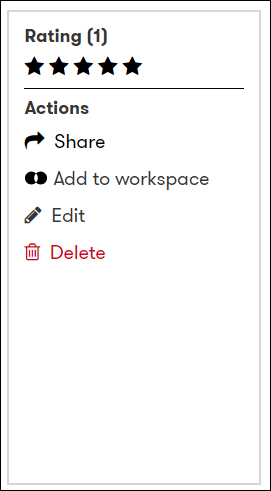 Rating (1)
Actions
Share
Add to workspace
Edit
Delete